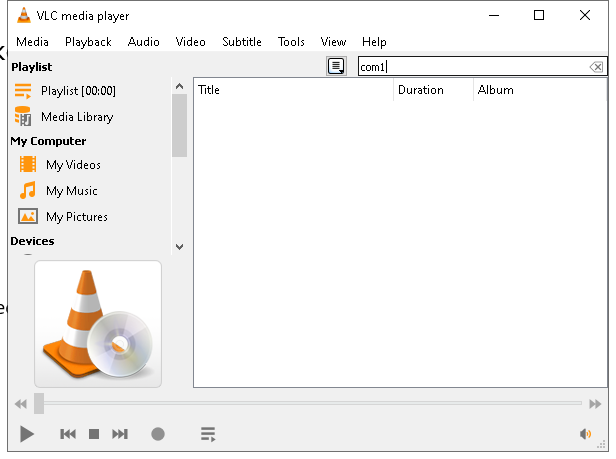 VLC media player
Media Playback Audio Video Subtitle Tools View Help
Playlist
com1
Playlist [00:00]
Title Duration Album
Media Library
My Computer
My Videos
My Music
My Pictures
Devices